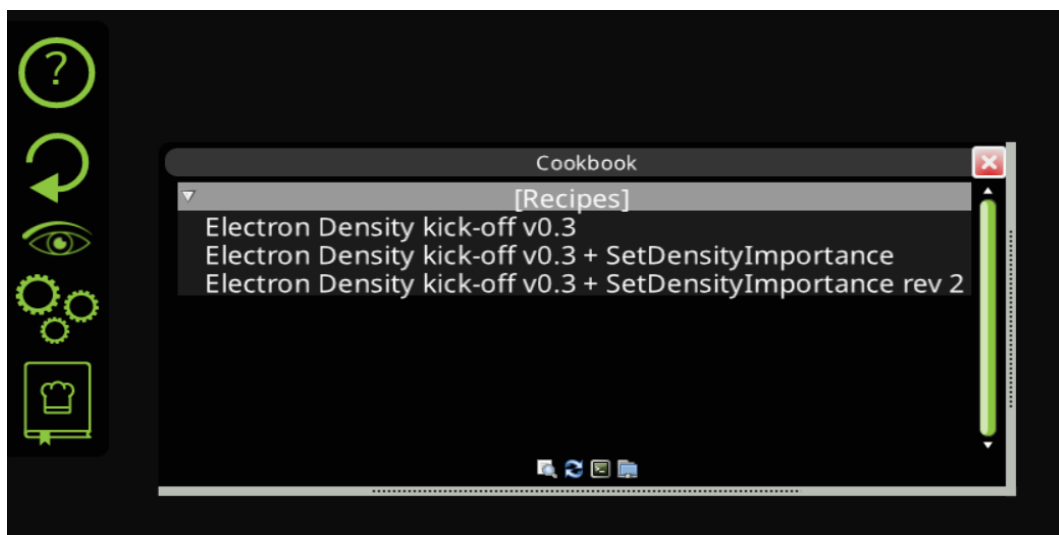 ?
Cookbook
[Recipes]
Electron Density kick-off v0.3
Electron Density kick-off v0.3 + SetDensityImportance
Electron Density kick-off v0.3 + SetDensityImportance rev 2